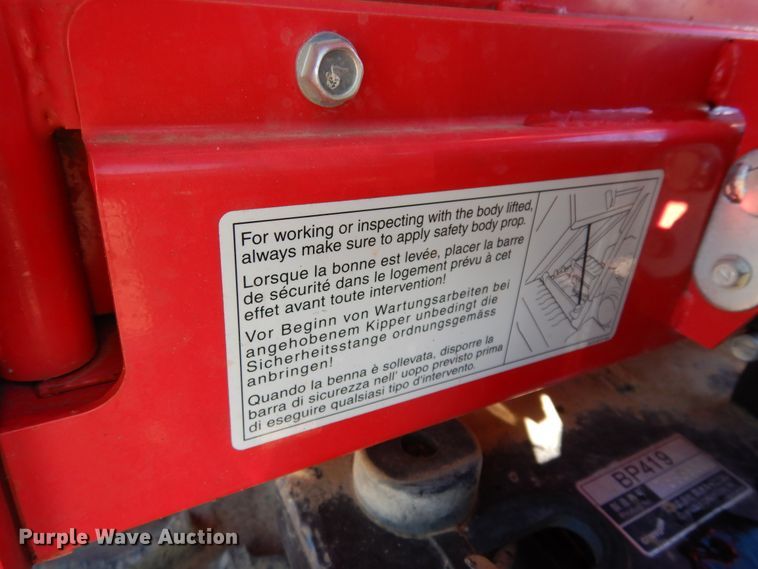 For working or inspecting with the body lifted,
always make sure to apply safety body prop.
Lorsque la bonne est levée, placer la barre
de sécurité dans le logement prévu à cet
effet avant toute intervention!
Vor Beginn von Wartungsarbeiten bei
angehobenem Kipper unbedingt die
Sicherheitsstange ordnungsgemäss
anbringen!
Quando la benna è sollevata, disporre la
barra di sicurezza nell' uopo previsto prima
di eseguire qualsiasi tipo d'intervento.
BP419
Purple Wave Auction